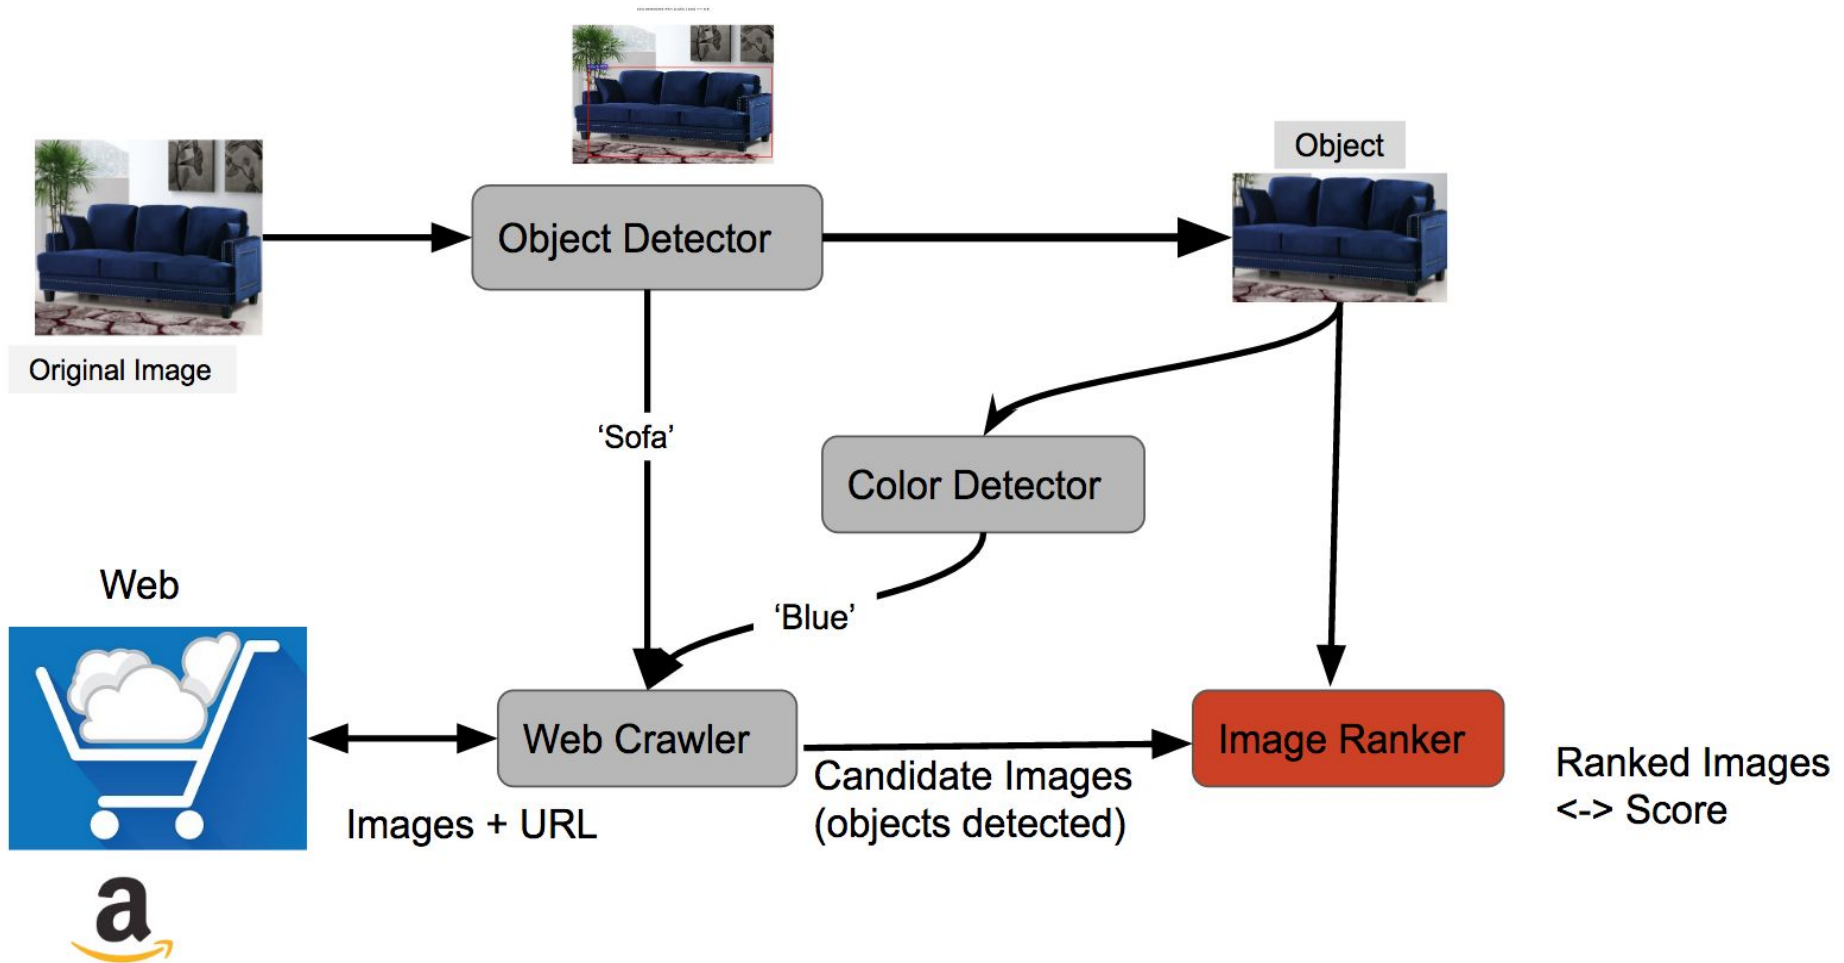 Object
Object Detector
Original Image
‘Sofa’
Color Detector
Web
‘Blue’
Web Crawler
Image Ranker
Candidate Images
(objects detected)
Ranked Images
<-> Score
Images + URL
a